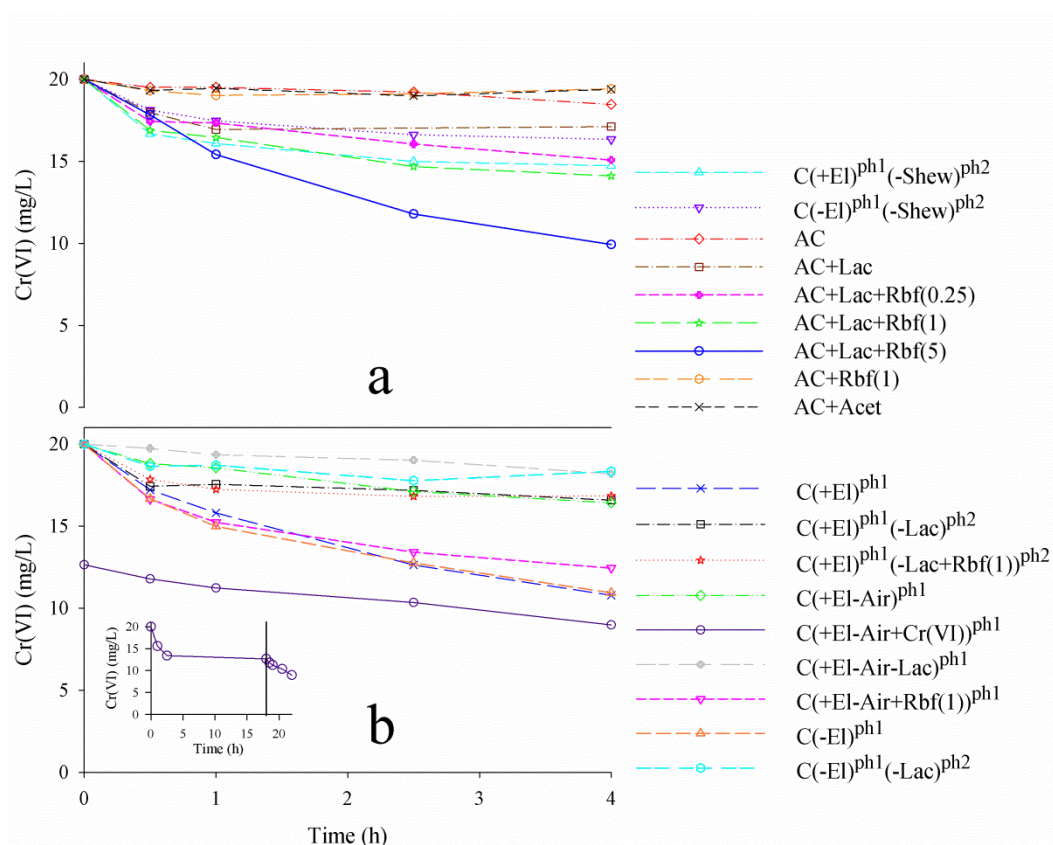 20
15
10
5
0
Cr(VI) (mg/L)
a
C(+El)ph1(-Shew)ph2
C(-El)ph1(-Shew)ph2
AC
AC+Lac
AC+Lac+Rbf(0.25)
AC+Lac+Rbf(1)
AC+Lac+Rbf(5)
AC+Rbf(1)
AC+Acet
20
15
10
5
0
Cr(VI) (mg/L)
20
15
10
5
0
Cr(VI) (mg/L)
0 5 10 15 20
Time (h)
b
0 1 2 3 4
Time (h)
C(+El)ph1
C(+El)ph1(-Lac)ph2
C(+El)ph1(-Lac+Rbf(1))ph2
C(+El-Air)ph1
C(+El-Air+Cr(VI))ph1
C(+El-Air-Lac)ph1
C(+El-Air+Rbf(1))ph1
C(-El)ph1
C(-El)ph1(-Lac)ph2